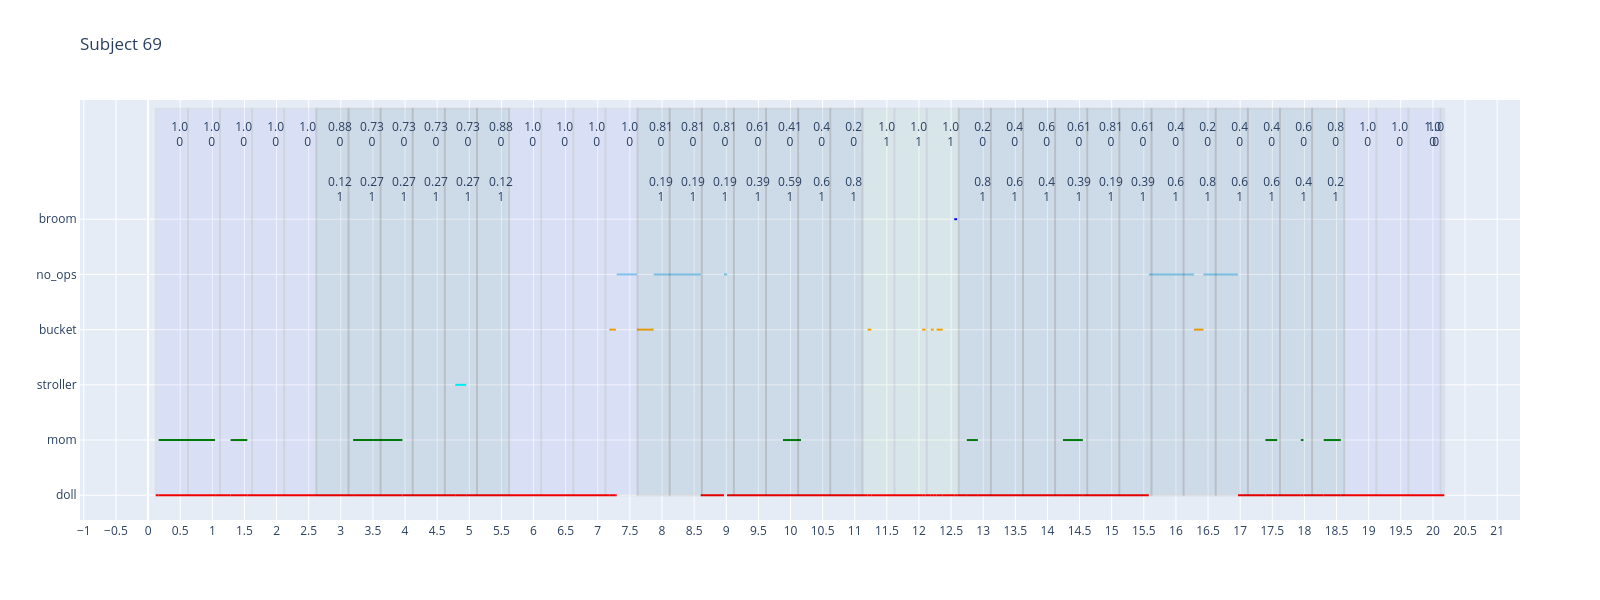 Subject 69
1.0 1.0 1.0 1.0 1.0 0.88 0.73 0.73 0.73 0.73 0.88 1.0 1.0 1.0 1.0 0.81 0.81 0.81 0.61 0.41 0.4 0.2 1.0 1.0 1.0 0.2 0.4 0.6 0.61 0.81 0.61 0.4 0.2 0.4 0.4 0.6 0.8 1.0 1.0
0 0 0 0 0 0 0 0 0 0 0 0 0 0 0 0 0 0 0 0 0 0 1 1 1 0 0 0 0 0 0 0 0 0 0 0 0 0 0
0.12 0.27 0.27 0.27 0.27 0.12 0.19 0.19 0.19 0.39 0.59 0.6 0.8 0.8 0.6 0.4 0.39 0.19 0.39 0.6 0.8 0.6 0.6 0.4 0.2
1 1 1 1 1 1 1 1 1 1 1 1 1 1 1 1 1 1 1 1 1 1 1 1 1
broom
no_ops
bucket
stroller
mom
doll
−1 −0.5 0 0.5 1 1.5 2 2.5 3 3.5 4 4.5 5 5.5 6 6.5 7 7.5 8 8.5 9 9.5 10 10.5 11 11.5 12 12.5 13 13.5 14 14.5 15 15.5 16 16.5 17 17.5 18 18.5 19 19.5 20 20.5 21